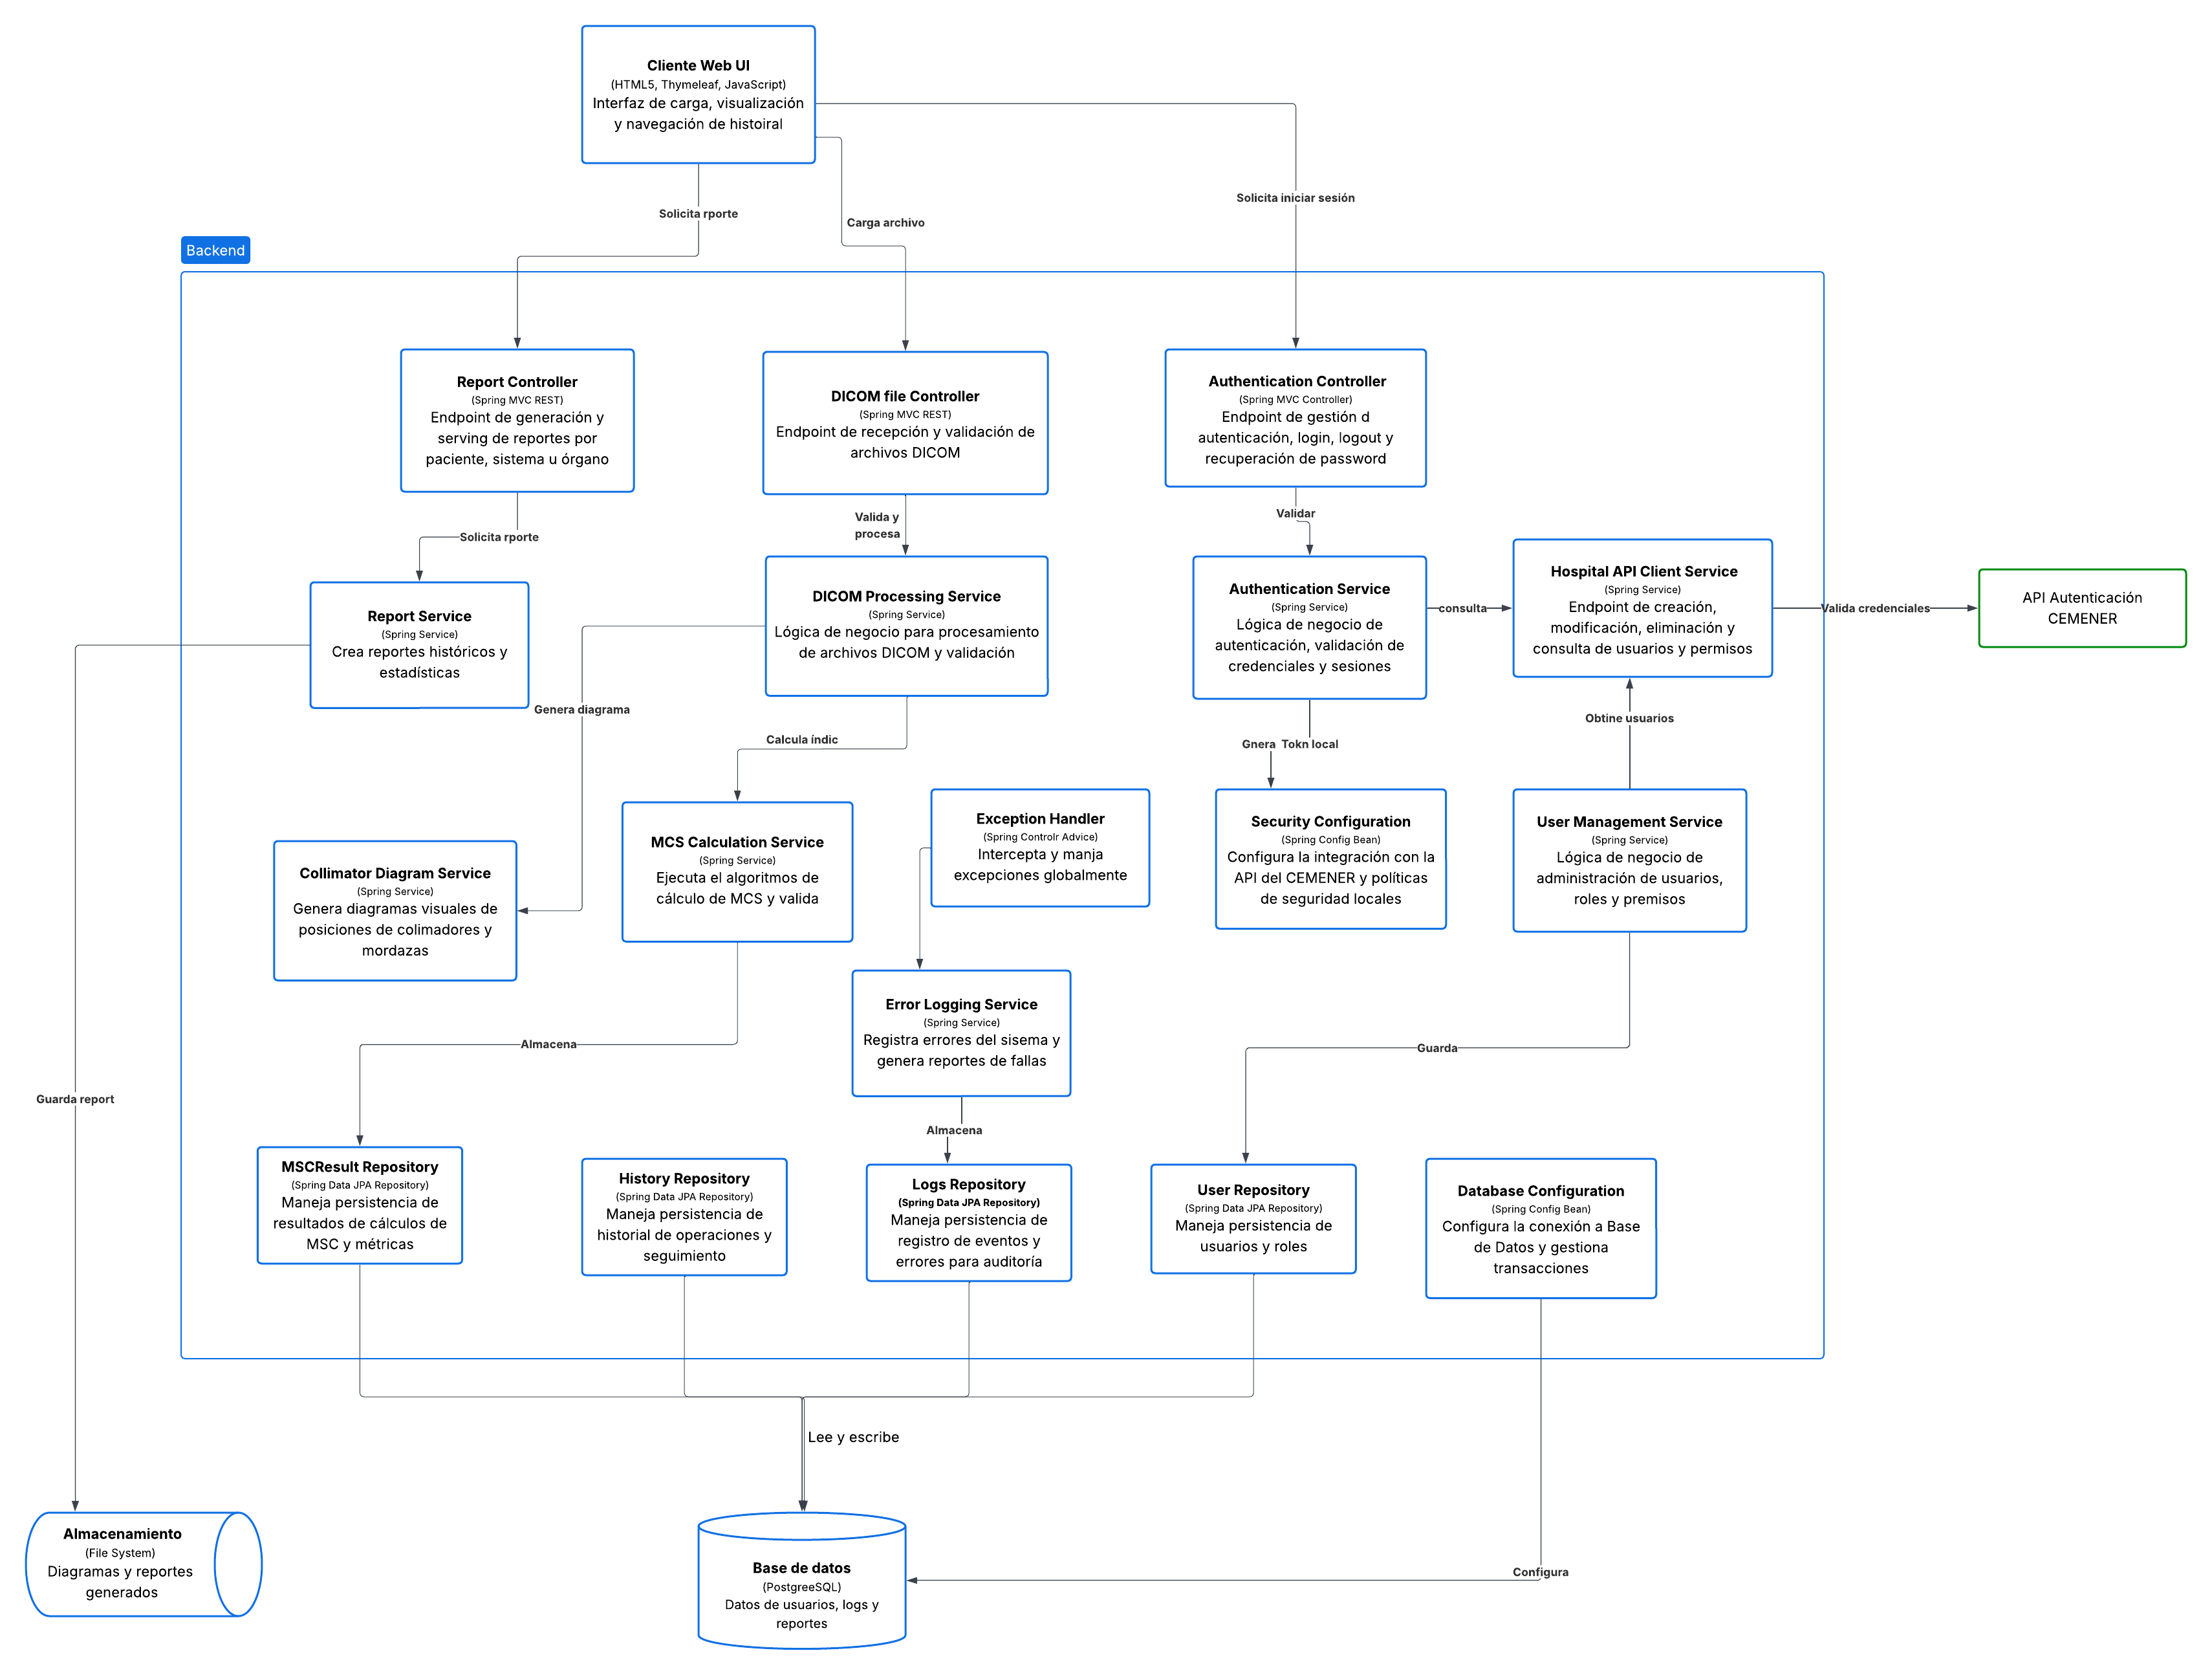 Cliente Web UI
(HTML5, Thymeleaf, JavaScript)
Interfaz de carga, visualización
y navegación de histoiral
Solicita rporte
Carga archivo
Solicita iniciar sesión
Backend
Report Controller
(Spring MVC REST)
Endpoint de generación y
serving de reportes por
paciente, sistema u órgano
DICOM file Controller
(Spring MVC REST)
Endpoint de recepción y validación de
archivos DICOM
Authentication Controller
(Spring MVC Controller)
Endpoint de gestión d
autenticación, login, logout y
recuperación de password
Solicita rporte
Valida y
procesa
Validar
Report Service
(Spring Service)
Crea reportes históricos y
estadísticas
DICOM Processing Service
(Spring Service)
Lógica de negocio para procesamiento
de archivos DICOM y validación
Authentication Service
(Spring Service)
Lógica de negocio de
autenticación, validación de
credenciales y sesiones
consulta
Hospital API Client Service
(Spring Service)
Endpoint de creación,
modificación, eliminación y
consulta de usuarios y permisos
Valida credenciales
API Autenticación
CEMENER
Genera diagrama
Calcula índic
Gnera Tokn local
Obtine usuarios
Collimator Diagram Service
(Spring Service)
Genera diagramas visuales de
posiciones de colimadores y
mordazas
MCS Calculation Service
(Spring Service)
Ejecuta el algoritmos de
cálculo de MCS y valida
Exception Handler
(Spring Controlr Advice)
Intercepta y manja
excepciones globalmente
Security Configuration
(Spring Config Bean)
Configura la integración con la
API del CEMENER y políticas
de seguridad locales
User Management Service
(Spring Service)
Lógica de negocio de
administración de usuarios,
roles y premisos
Error Logging Service
(Spring Service)
Registra errores del sisema y
genera reportes de fallas
Almacena
Guarda
Guarda report
Almacena
MSCResult Repository
(Spring Data JPA Repository)
Maneja persistencia de
resultados de cálculos de
MSC y métricas
History Repository
(Spring Data JPA Repository)
Maneja persistencia de
historial de operaciones y
seguimiento
Logs Repository
(Spring Data JPA Repository)
Maneja persistencia de
registro de eventos y
errores para auditoría
User Repository
(Spring Data JPA Repository)
Maneja persistencia de
usuarios y roles
Database Configuration
(Spring Config Bean)
Configura la conexión a Base
de Datos y gestiona
transacciones
Lee y escribe
Almacenamiento
(File System)
Diagramas y reportes
generados
Base de datos
(PostgreeSQL)
Datos de usuarios, logs y
reportes
Configura